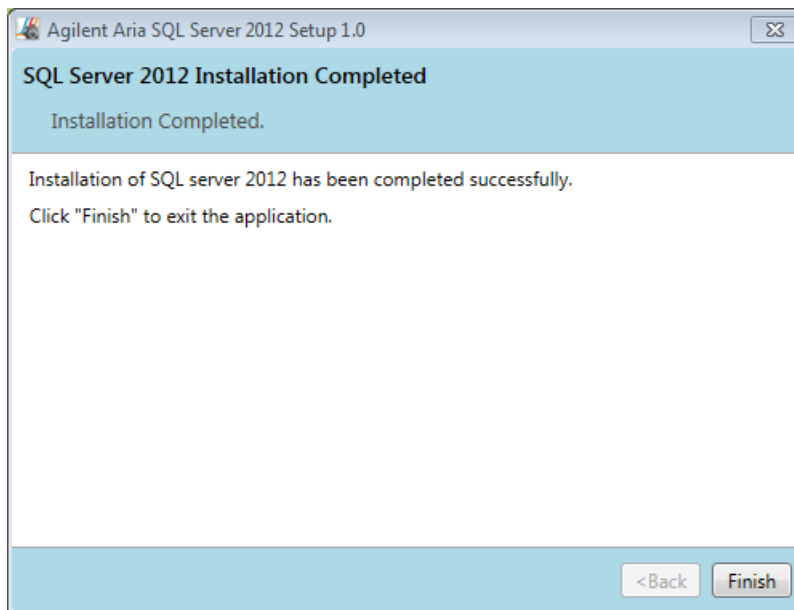 Agilent Aria SQL Server 2012 Setup 1.0
SQL Server 2012 Installation Completed
Installation Completed.
Installation of SQL server 2012 has been completed successfully.
Click "Finish" to exit the application.
<Back Finish